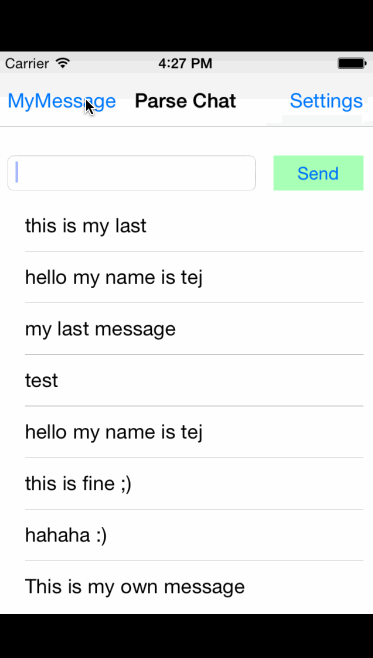 Carrier 4:27 PM
MyMessage Parse Chat Settings
Send
this is my last
hello my name is tej
my last message
test
hello my name is tej
this is fine ;)
hahaha :)
This is my own message